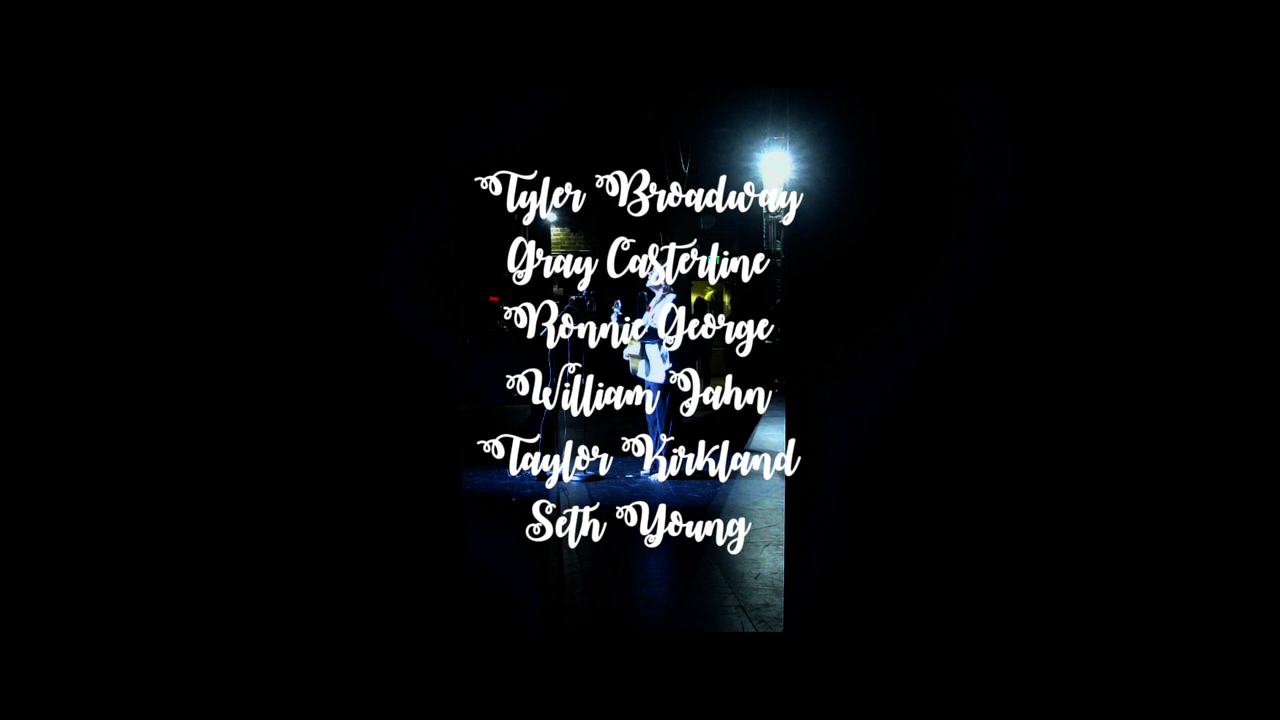 Tyler Broadway
Gray Casterline
Ronnie George
William Jahn
Taylor Kirkland
Seth Young